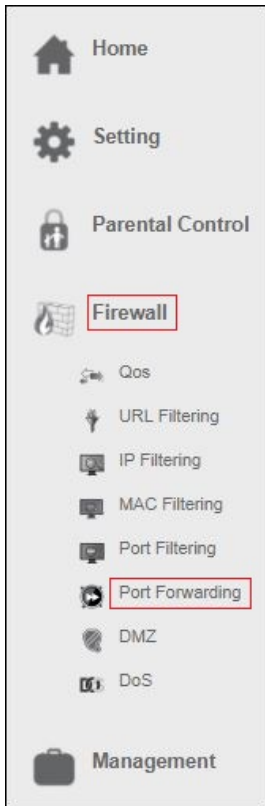 Home
Setting
Parental Control
Firewall
Qos
URL Filtering
IP Filtering
MAC Filtering
Port Filtering
Port Forwarding
DMZ
DoS
Management